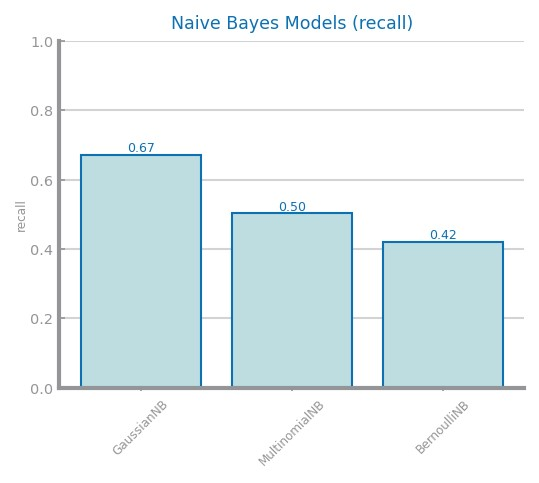 Naive Bayes Models (recall)
1.0
0.8
0.6
0.4
0.2
0.0
recall
0.67
0.50
0.42
GaussianNB
MultinomialNB
BernoulliNB